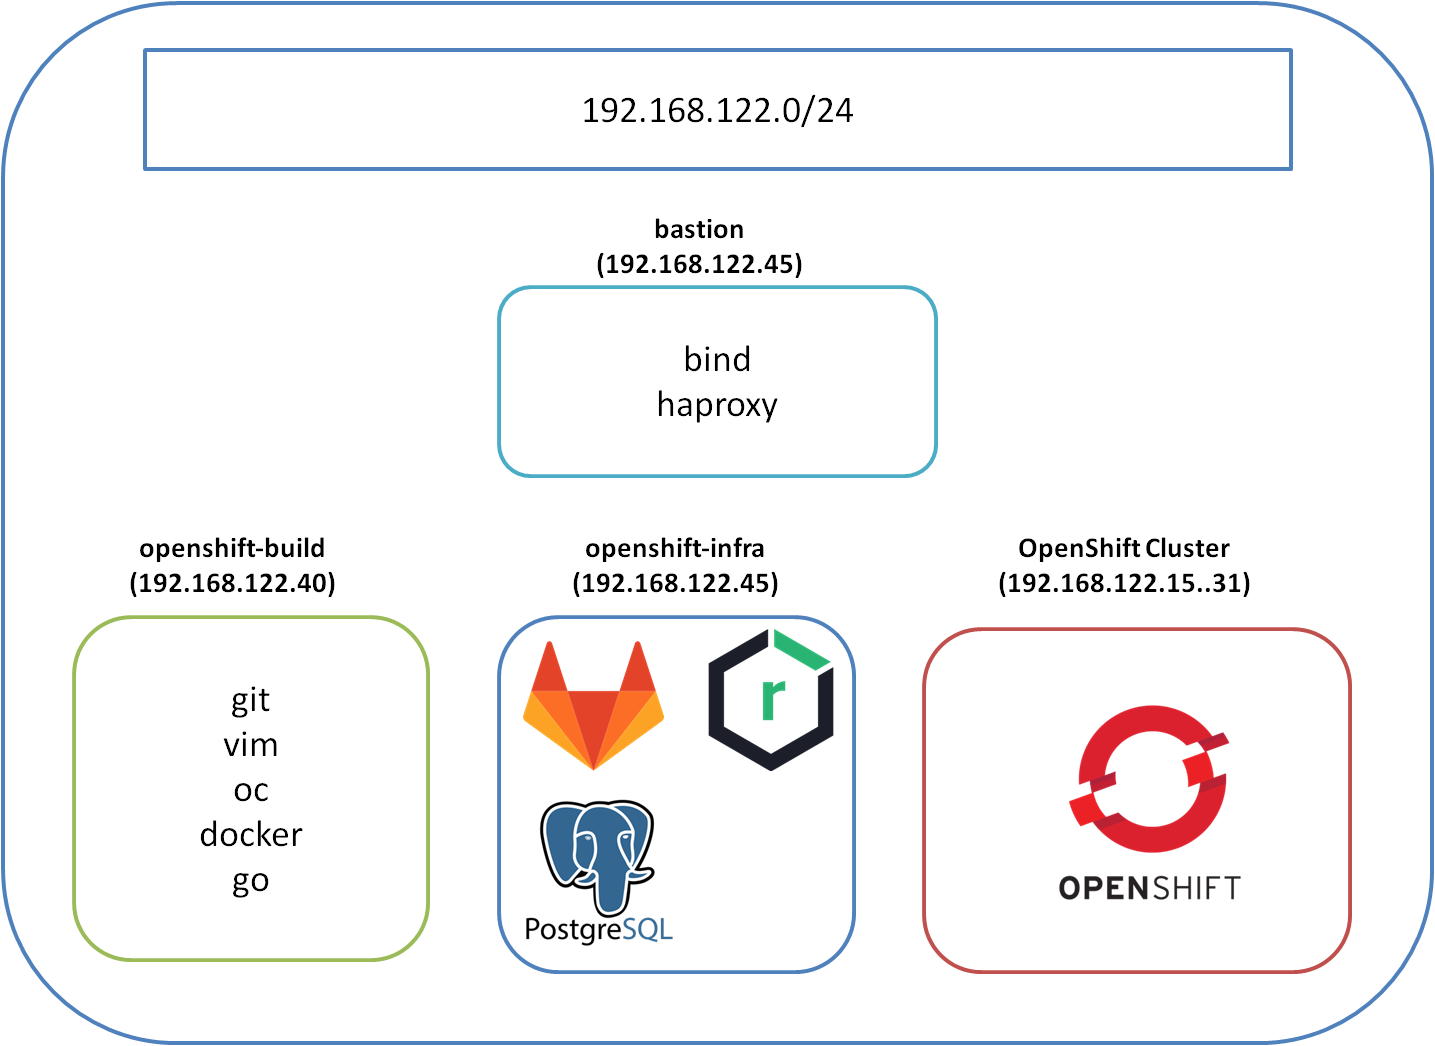 192.168.122.0/24
bastion
(192.168.122.45)
bind
haproxy
openshift-build
(192.168.122.40)
git
vim
oc
docker
go
openshift-infra
(192.168.122.45)
r
PostgreSQL
OpenShift Cluster
(192.168.122.15..31)
OPENSHIFT